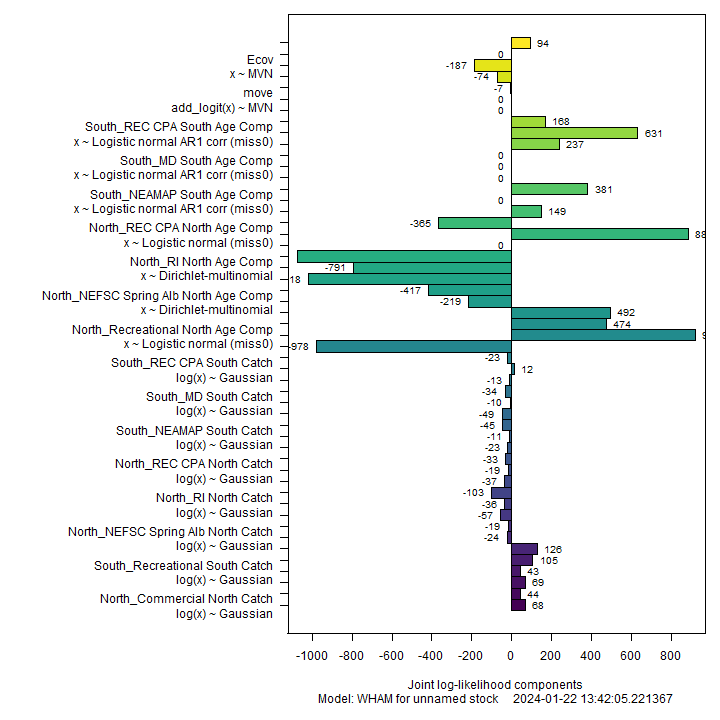 94
0
Ecov
-187
x ~ MVN
-74
-7
move
0
add_logit(x) ~ MVN
0
South_REC CPA South Age Comp
168
631
x ~ Logistic normal AR1 corr (miss0)
237
0
South_MD South Age Comp
0
x ~ Logistic normal AR1 corr (miss0)
0
381
South_NEAMAP South Age Comp
0
x ~ Logistic normal AR1 corr (miss0)
149
-365
North_REC CPA North Age Comp
88
x ~ Logistic normal (miss0)
0
North_RI North Age Comp
-791
x ~ Dirichlet-multinomial
18
-417
North_NEFSC Spring Alb North Age Comp
-219
x ~ Dirichlet-multinomial
492
474
North_Recreational North Age Comp
9
x ~ Logistic normal (miss0)
-978
-23
South_REC CPA South Catch
12
log(x) ~ Gaussian
-13
-34
South_MD South Catch
-10
log(x) ~ Gaussian
-49
-45
South_NEAMAP South Catch
-11
log(x) ~ Gaussian
-23
-33
North_REC CPA North Catch
-19
log(x) ~ Gaussian
-37
-103
North_RI North Catch
-36
log(x) ~ Gaussian
-57
-19
North_NEFSC Spring Alb North Catch
-24
log(x) ~ Gaussian
126
105
South_Recreational South Catch
43
log(x) ~ Gaussian
69
44
North_Commercial North Catch
68
log(x) ~ Gaussian
-1000 -800 -600 -400 -200 0 200 400 600 800
Joint log-likelihood components
Model: WHAM for unnamed stock 2024-01-22 13:42:05.221367